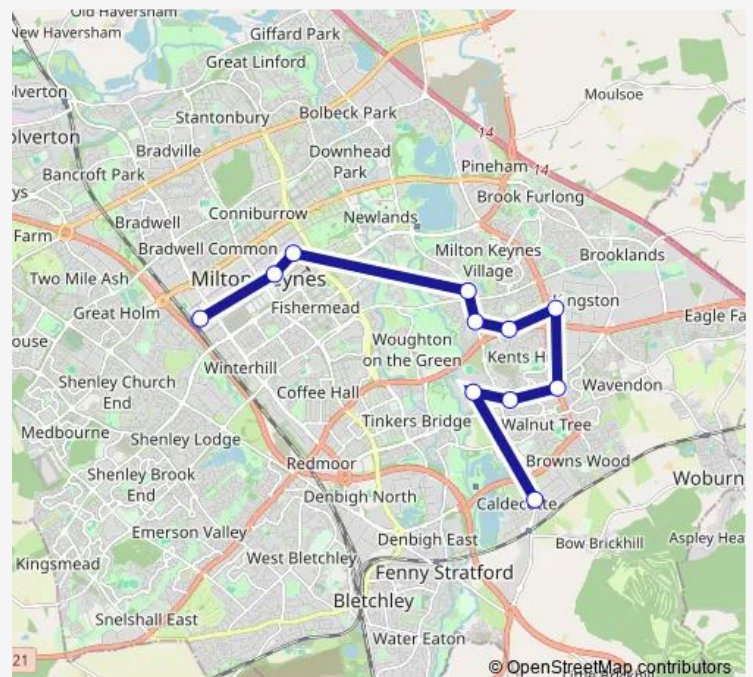 Old Haversham
New Haversham
Giffard Park
Great Linford
olverton
Moulsoe
Stantonbury
Bolbeck Park
14
olverton
Bradville
Downhead
Park
Pineham
14
Bancroft Park
ys
Brook Furlong
Conniburrow
Newlands
Bradwell
Farm
Bradwell Common
Milton Keynes
Village
Brooklands
Two Mile Ash
Fishermead
Great Holm
Eagle Fa
ouse
Woughton
on the Green
Winterhill
Shenley Church
End
Coffee Hall
Wavendon
Medbourne
Tinkers Bridge
Walnut Tree
Shenley Lodge
Redmoor
Browns Wood
Shenley Brook
End
Woburn
Denbigh North
Emerson Valley
Denbigh East
Bow Brickhill
Aspley Hea
Kingsmead
West Bletchley
Fenny Stratford
Bletchley
Snelshall East
Water Eaton
21
© OpenStreetMap contributors